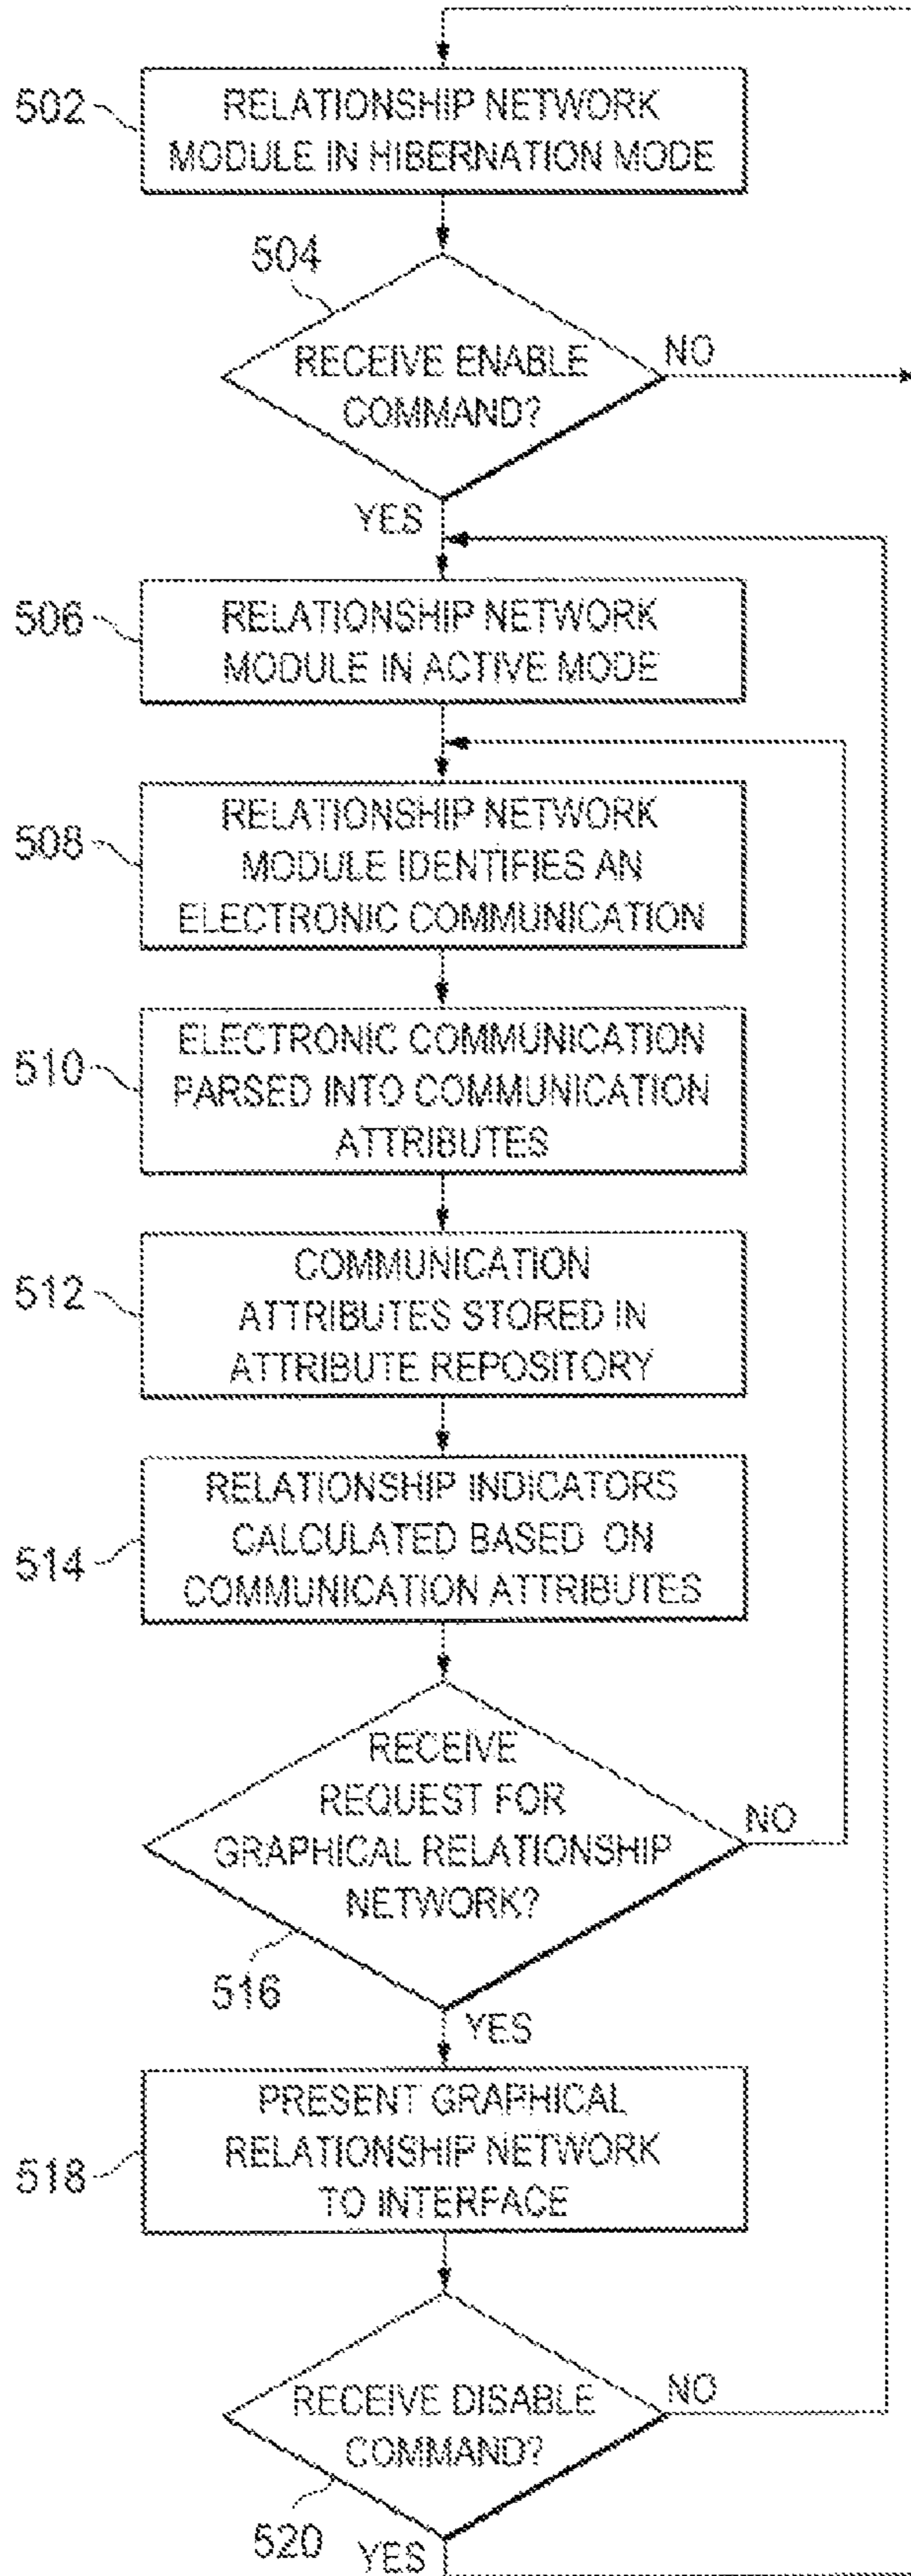 502
RELATIONSHIP NETWORK
MODULE IN HIBERNATION MODE
504
RECEIVE ENABLE
COMMAND?
NO
YES
506
RELATIONSHIP NETWORK
MODULE IN ACTIVE MODE
508
RELATIONSHIP NETWORK
MODULE IDENTIFIES AN
ELECTRONIC COMMUNICATION
510
ELECTRONIC COMMUNICATION
PARSED INTO COMMUNICATION
ATTRIBUTES
512
COMMUNICATION
ATTRIBUTES STORED IN
ATTRIBUTE REPOSITORY
514
RELATIONSHIP INDICATORS
CALCULATED BASED ON
COMMUNICATION ATTRIBUTES
RECEIVE
REQUEST FOR
GRAPHICAL RELATIONSHIP
NETWORK?
NO
516
YES
518
PRESENT GRAPHICAL
RELATIONSHIP NETWORK
TO INTERFACE
RECEIVE DISABLE
COMMAND?
NO
520
YES